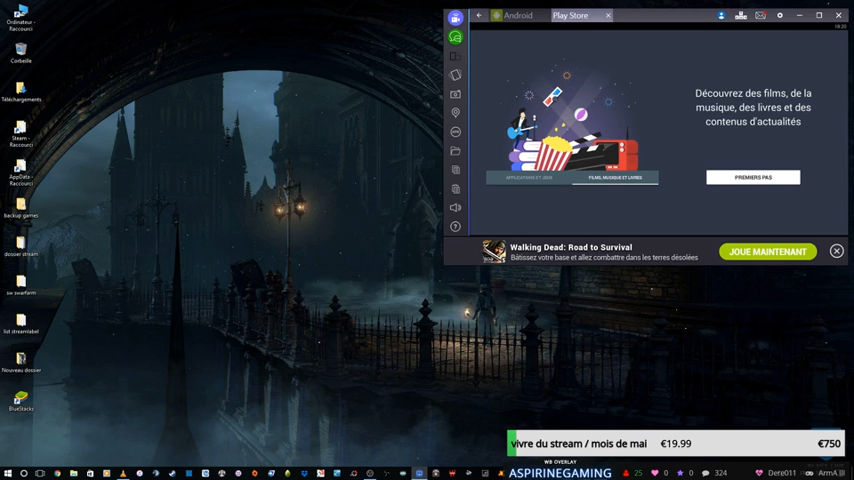 Ordinateur -
Raccourci
Corbeille
Téléchargements
Steam -
Raccourci
AppData -
Raccourci
backup games
dossier stream
sw swarfarm
list streamlabel
Nouveau dossier
BlueStacks
Android
Play Store
18:20
Découvrez des films, de la
musique, des livres et des
contenus d'actualités
APPLICATIONS ET JEUX
FILMS, MUSIQUE ET LIVRES
PREMIERS PAS
Walking Dead: Road to Survival
Bâtissez votre base et allez combattre dans les terres désolées
JOUE MAINTENANT
vivre du stream / mois de mai
€19.99
€750
WB OVERLAY
ASPIRINEGAMING
25
0
0
324
Dere011
ArmA III